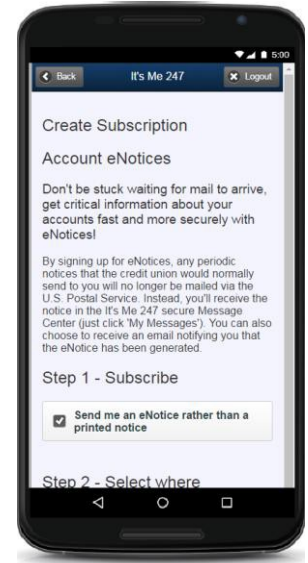 5:00
Back It's Me 247 Logout
Create Subscription
Account eNotices
Don't be stuck waiting for mail to arrive,
get critical information about your
accounts fast and more securely with
eNotices!
By signing up for eNotices, any periodic
notices that the credit union would normally
send to you will no longer be mailed via the
U.S. Postal Service. Instead, you'll receive the
notice in the It's Me 247 secure Message
Center (just click 'My Messages'). You can also
choose to receive an email notifying you that
the eNotice has been generated.
Step 1 - Subscribe
Send me an eNotice rather than a
printed notice
Step 2 - Select where